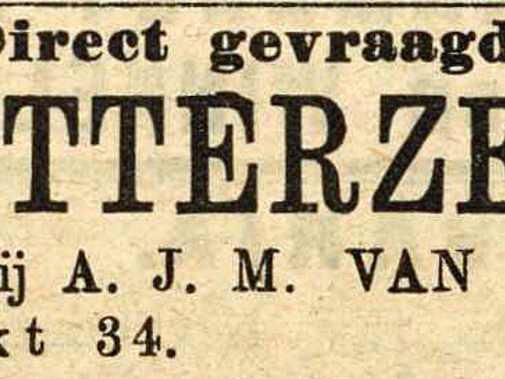 Direct gevraagd
TTERZE
ij A. J. M. VAN
kt 34.